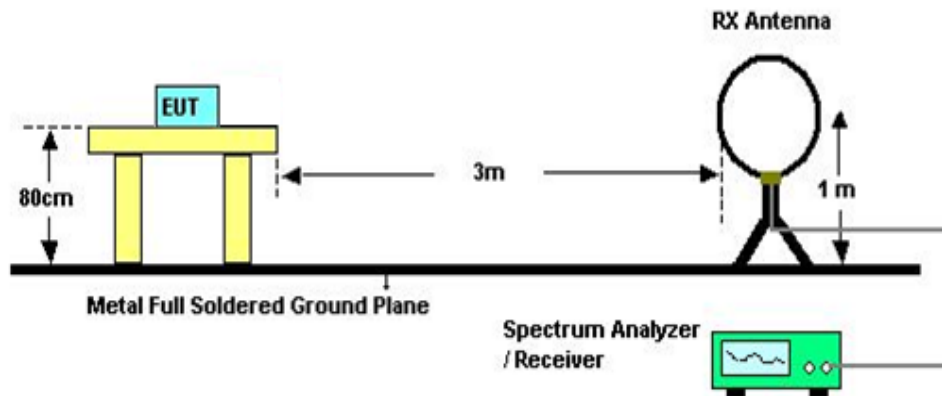 RX Antenna
EUT
80cm
3m
1 m
Metal Full Soldered Ground Plane
Spectrum Analyzer
/ Receiver